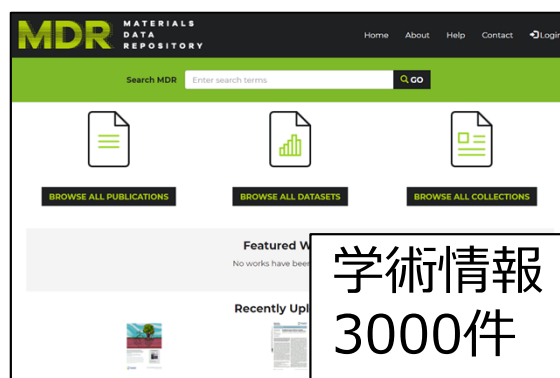 MDR MATERIALS
DATA
REPOSITORY
Home About Help Contact Login
Search MDR Enter search terms GO
BROWSE ALL PUBLICATIONS BROWSE ALL DATASETS BROWSE ALL COLLECTIONS
Featured W
No works have been
Recently Upl
学術情報
3000件